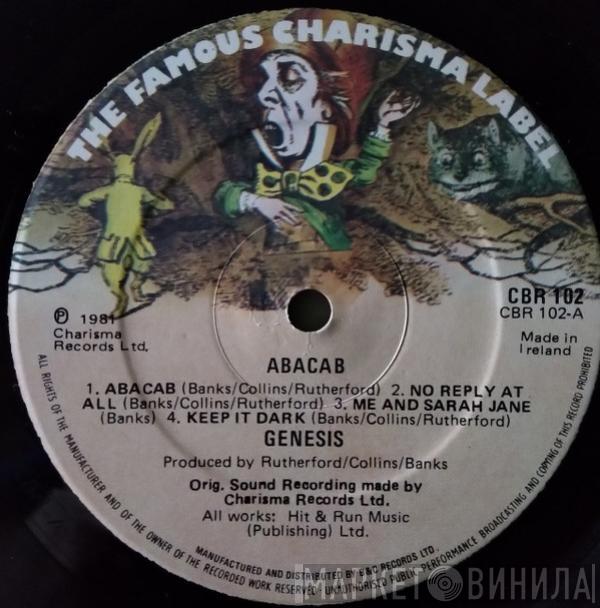 THE FAMOUS CHARISMA LABEL
CBR 102
CBR 102-A
℗ 1981
Charisma
Records Ltd.
Made in
Ireland
ABACAB
1. ABACAB (Banks/Collins/Rutherford) 2. NO REPLY AT
ALL (Banks/Collins/Rutherford) 3. ME AND SARAH JANE
(Banks) 4. KEEP IT DARK (Banks/Collins/Rutherford)
GENESIS
Produced by Rutherford/Collins/Banks
Orig. Sound Recording made by
Charisma Records Ltd.
All works: Hit & Run Music
(Publishing) Ltd.
MANUFACTURED AND DISTRIBUTED BY I&C RECORDS LTD.
ALL RIGHTS OF THE MANUFACTURER AND OF THE OWNER OF THE RECORDED WORK RESERVED - UNAUTHORISED PUBLIC PERFORMANCE BROADCASTING AND COPYING OF THIS RECORD PROHIBITED
МАРКЕТ ВИНИЛА